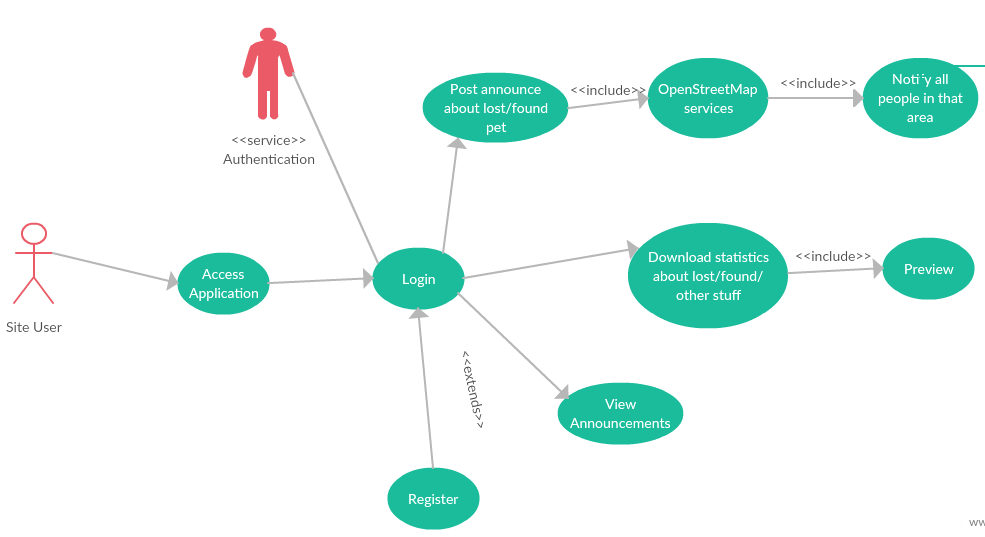 <<service>>
Authentication
Post announce
about lost/found
pet
<<include>>
OpenStreetMap
services
<<include>>
Notify all
people in that
area
Site User
Access
Application
Login
Download statistics
about lost/found/
other stuff
<<include>>
Preview
<<extends>>
View
Announcements
Register
ww